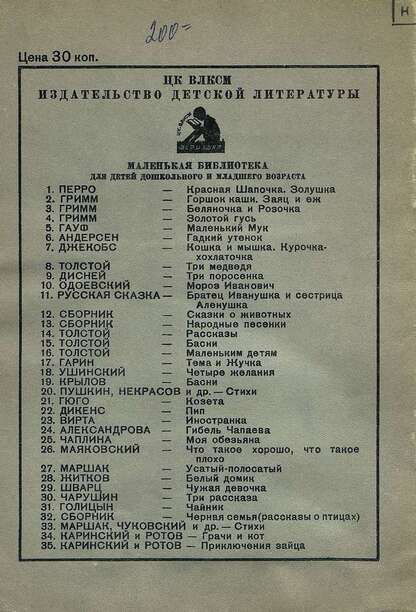 200=
Н
Цена 30 коп.
ЦК ВЛКСМ
ИЗДАТЕЛЬСТВО ДЕТСКОЙ ЛИТЕРАТУРЫ
ЦК ВЛКСМ
МАЛЕНЬКАЯ БИБЛИОТЕКА
ДЛЯ ДЕТЕЙ ДОШКОЛЬНОГО И МЛАДШЕГО ВОЗРАСТА
1. ПЕРРО — Красная Шапочка. Золушка
2. ГРИММ — Горшок каши. Заяц и еж
3. ГРИММ — Беляночка и Розочка
4. ГРИММ — Золотой гусь
5. ГАУФ — Маленький Мук
6. АНДЕРСЕН — Гадкий утенок
7. ДЖЕКОБС — Кошка и мышка. Курочка-
хохлаточка
8. ТОЛСТОЙ — Три медведя
9. ДИСНЕЙ — Три поросенка
10. ОДОЕВСКИЙ — Мороз Иванович
11. РУССКАЯ СКАЗКА — Братец Иванушка и сестрица
Аленушка
12. СБОРНИК — Сказки о животных
13. СБОРНИК — Народные песенки
14. ТОЛСТОЙ — Рассказы
15. ТОЛСТОЙ — Басни
16. ТОЛСТОЙ — Маленьким детям
17. ГАРИН — Тема и Жучка
18. УШИНСКИЙ — Четыре желания
19. КРЫЛОВ — Басни
20. ПУШКИН, НЕКРАСОВ и др. — Стихи
21. ГЮГО — Козета
22. ДИКЕНС — Пип
23. ВИРТА — Иностранка
24. АЛЕКСАНДРОВА — Гибель Чапаева
25. ЧАПЛИНА — Моя обезьяна
26. МАЯКОВСКИЙ — Что такое хорошо, что такое
плохо
27. МАРШАК — Усатый-полосатый
28. ЖИТКОВ — Белый домик
29. ШВАРЦ — Чужая девочка
30. ЧАРУШИН — Три рассказа
31. ГОЛИЦЫН — Чайник
32. СБОРНИК — Черная семья (рассказы о птицах)
33. МАРШАК, ЧУКОВСКИЙ и др. — Стихи
34. КАРИНСКИЙ и РОТОВ — Грачи и кот
35. КАРИНСКИЙ и РОТОВ — Приключения зайца